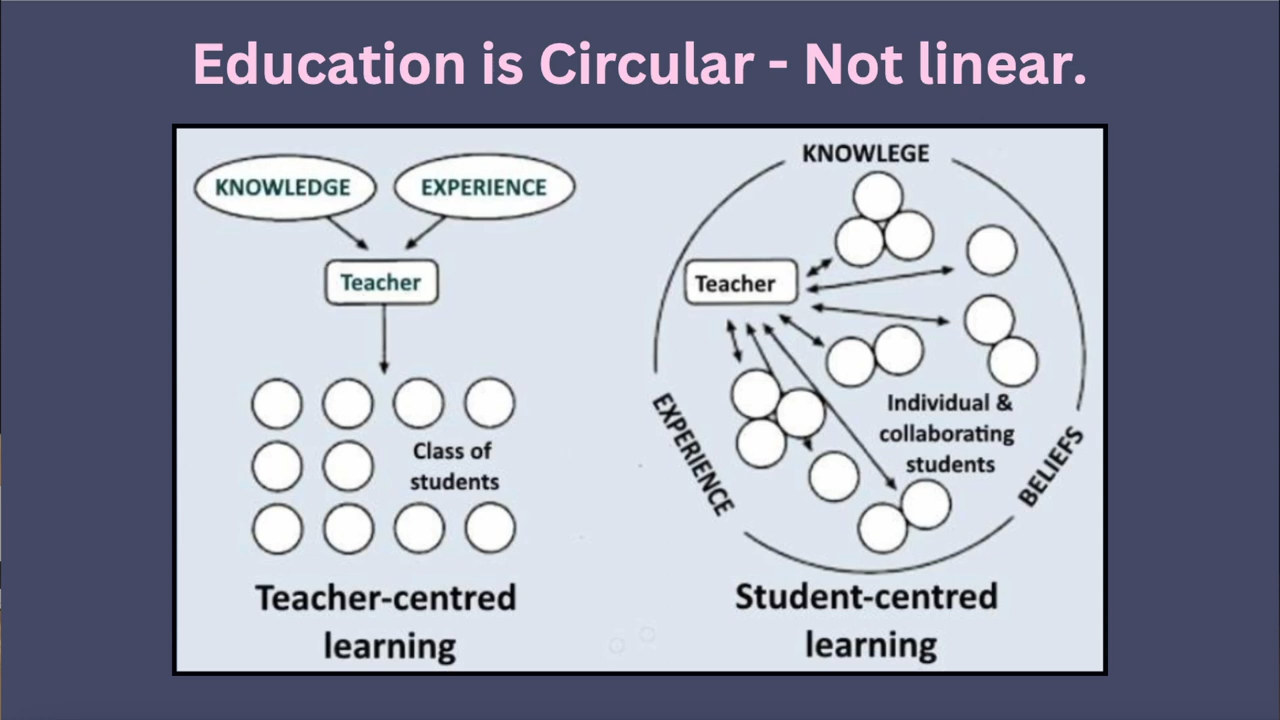 Education is Circular - Not linear.
KNOWLEDGE
EXPERIENCE
Teacher
Class of
students
Teacher-centred
learning
KNOWLEGE
Teacher
EXPERIENCE
BELIEFS
Individual &
collaborating
students
Student-centred
learning